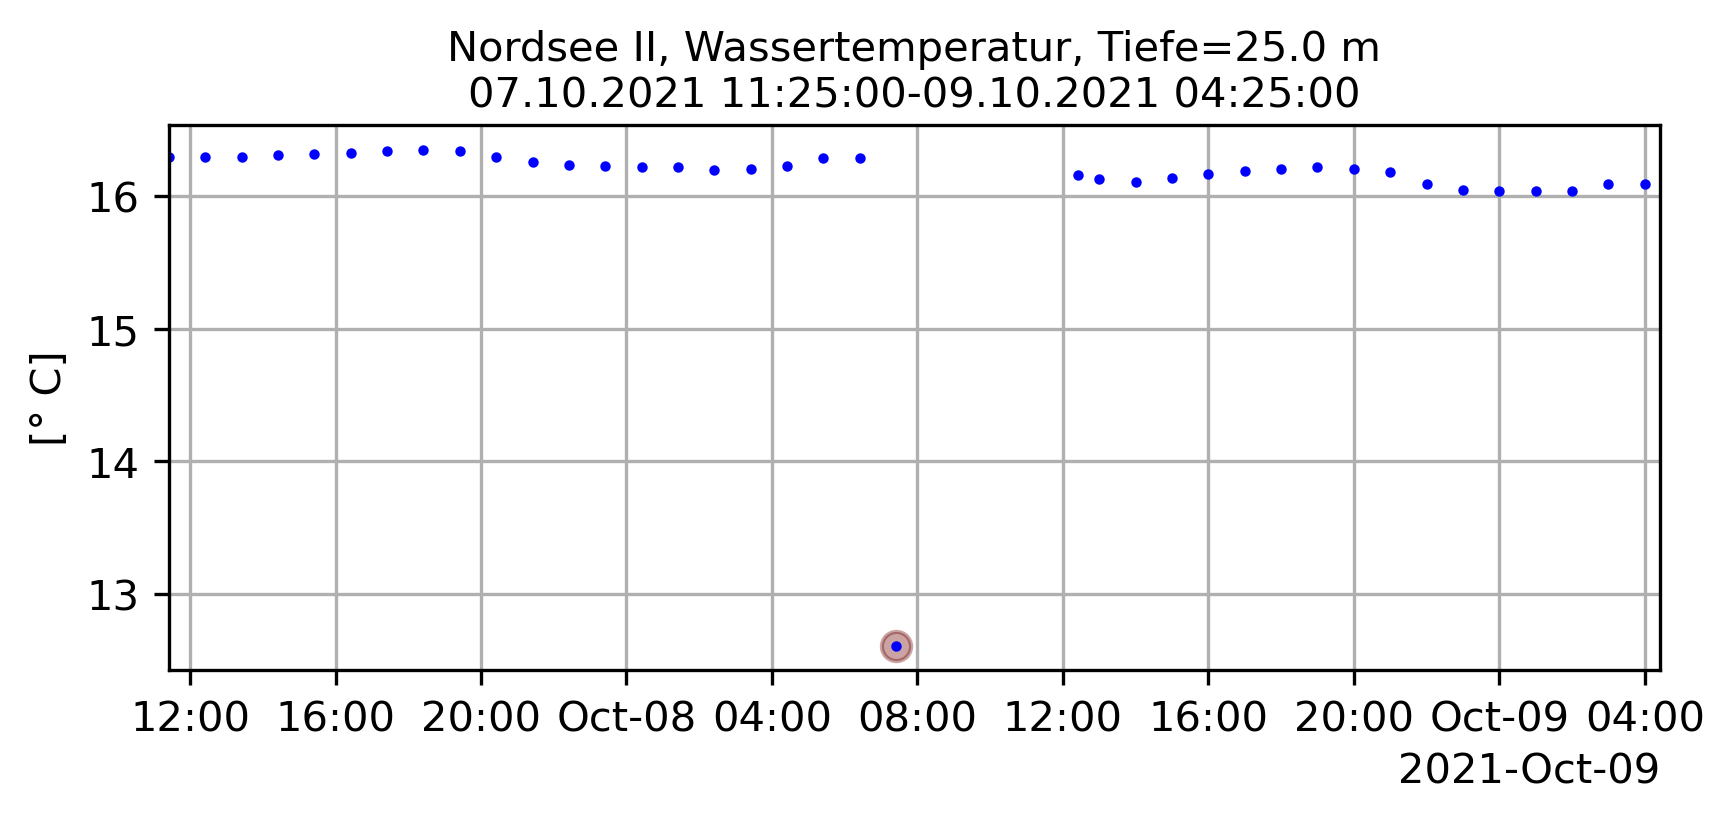 Nordsee II, Wassertemperatur, Tiefe=25.0 m
07.10.2021 11:25:00-09.10.2021 04:25:00
16
15
14
13
[° C]
12:00 16:00 20:00 Oct-08 04:00 08:00 12:00 16:00 20:00 Oct-09 04:00
2021-Oct-09